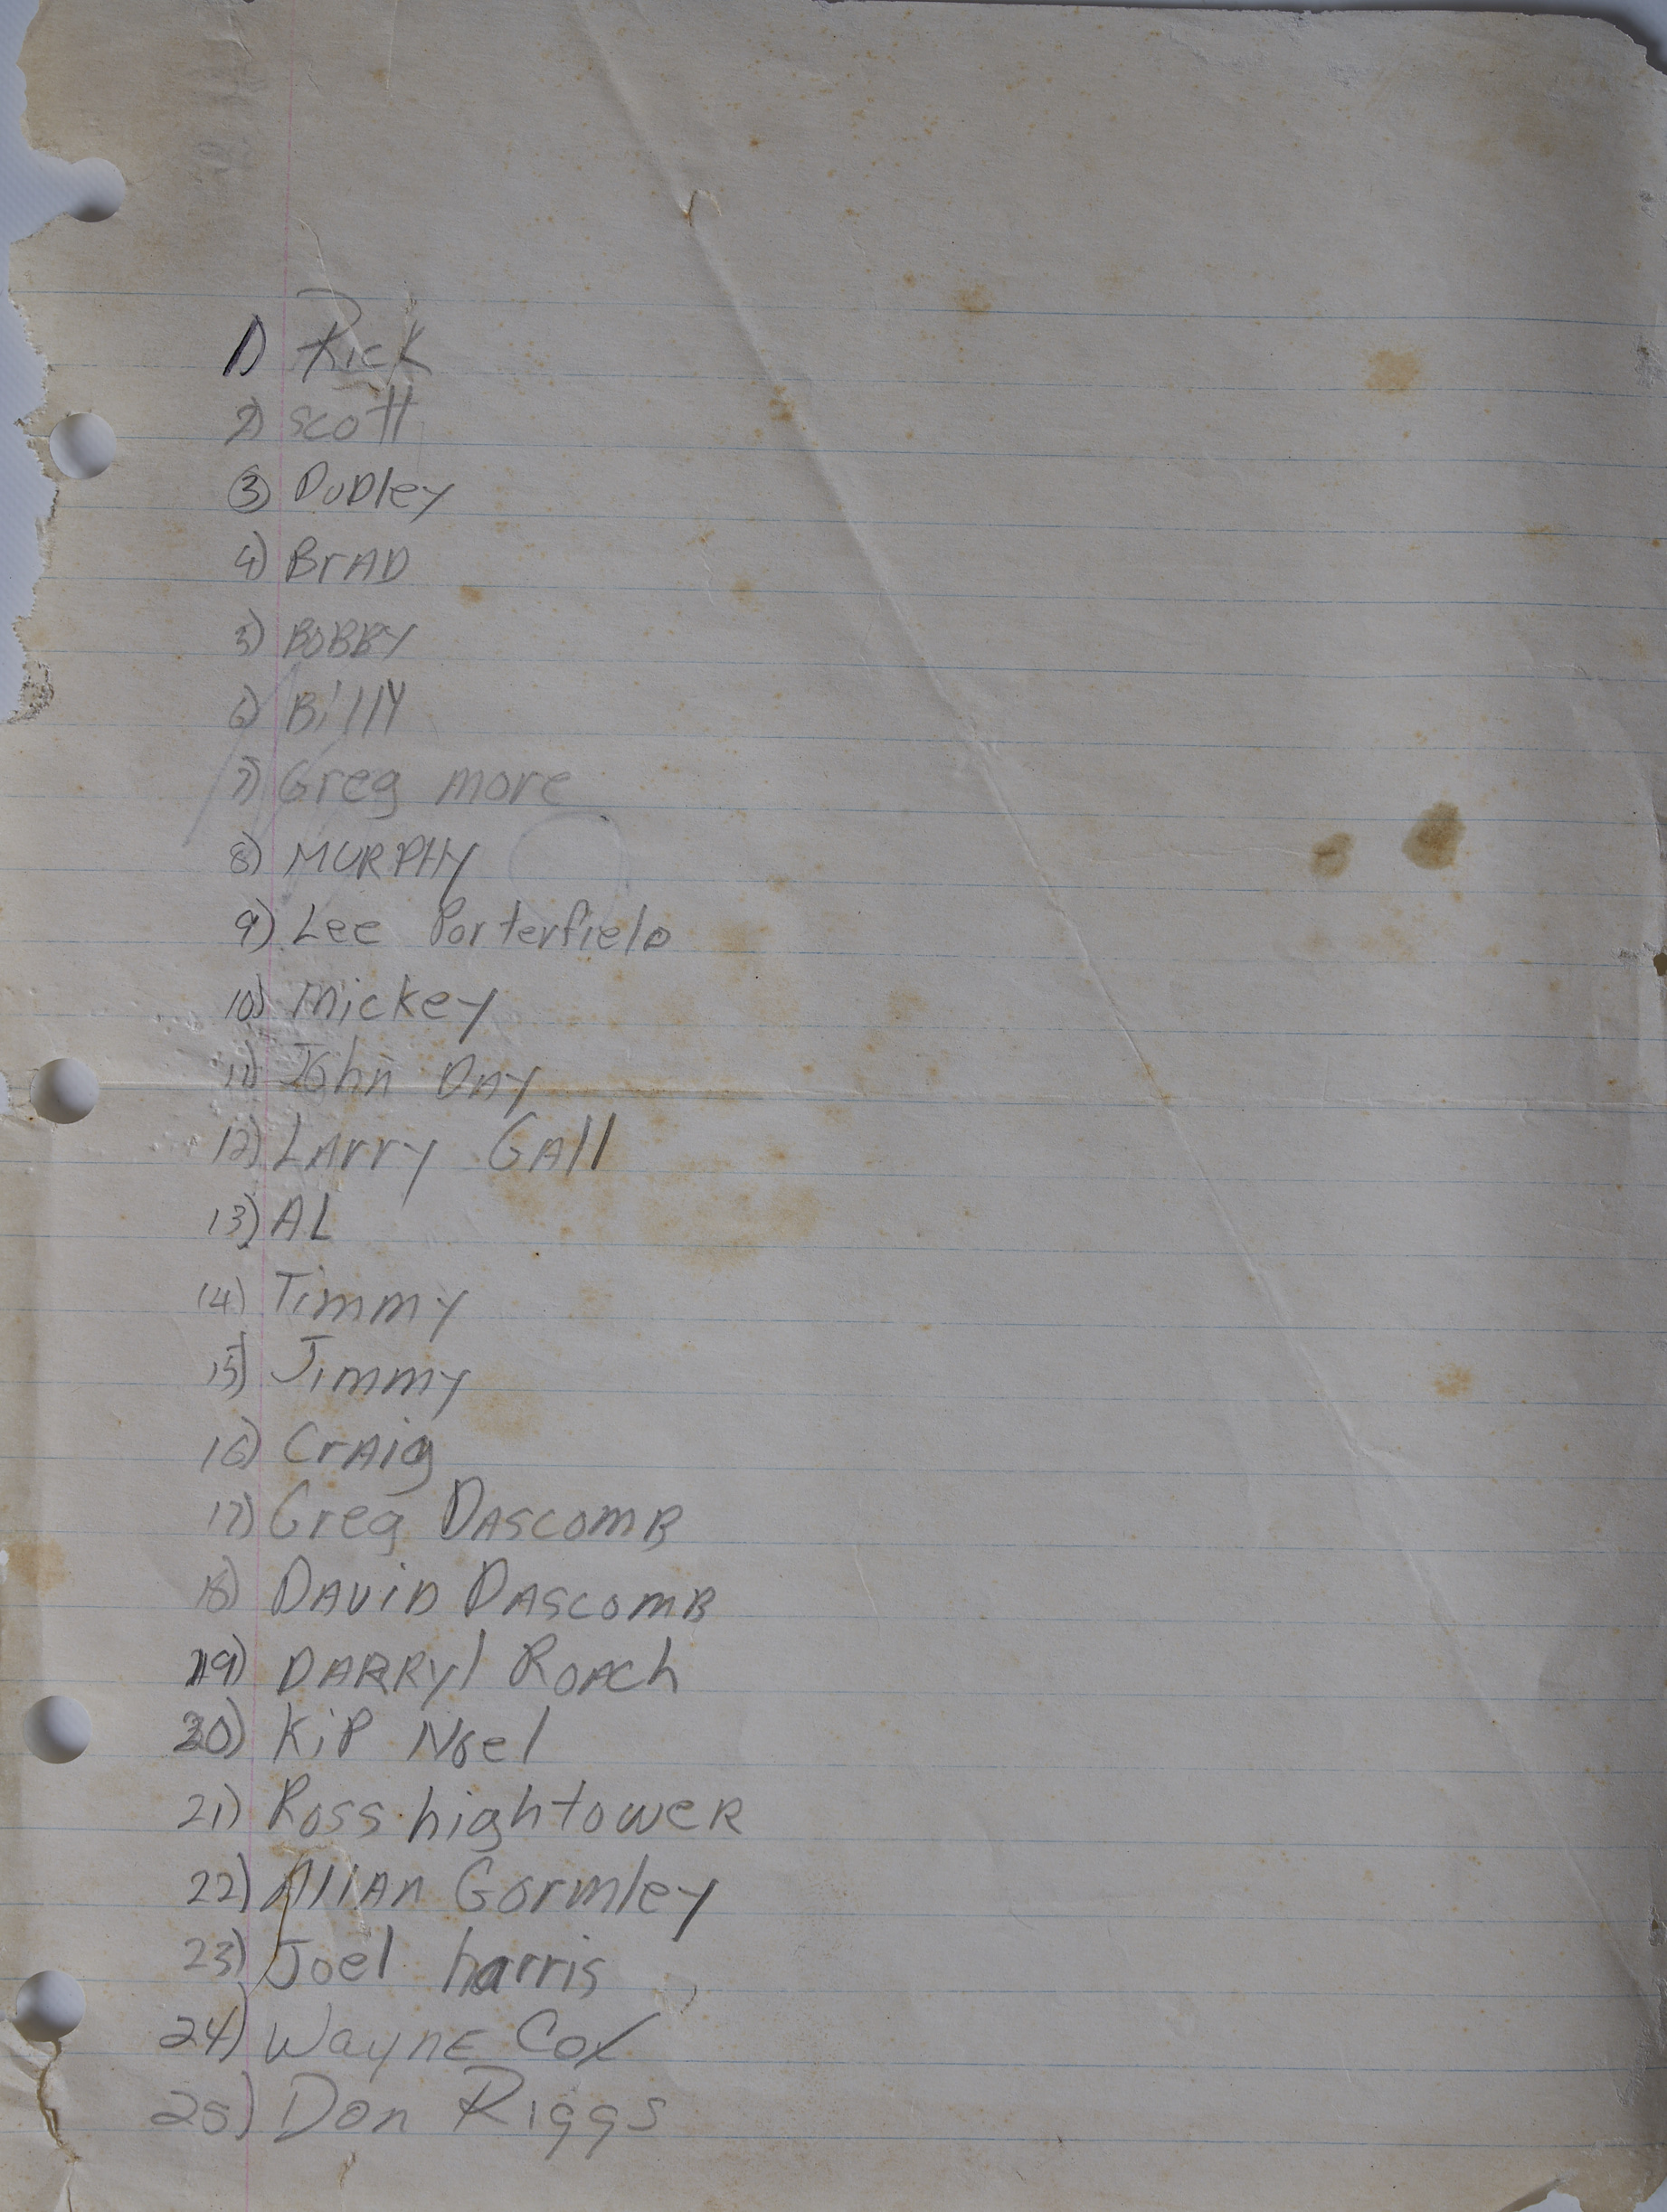 1) Rick
2) scott
3) DuDley
4) BrAD
5) BOBBY
6) BillY
7) Greg more
8) MURPHY
9) Lee PorterfielD
10) mickey
11) John DAy
12) LArry GAll
13) AL
14) Timmy
15) Jimmy
16) CrAig
17) Greg DAscomB
18) DAviD DAscomB
19) DARRyl RoAch
20) KiP Noel
21) Ross hightoweR
22) AllAn Gormley
23) Joel harris
24) WaynE Cox
25) Don Riggs